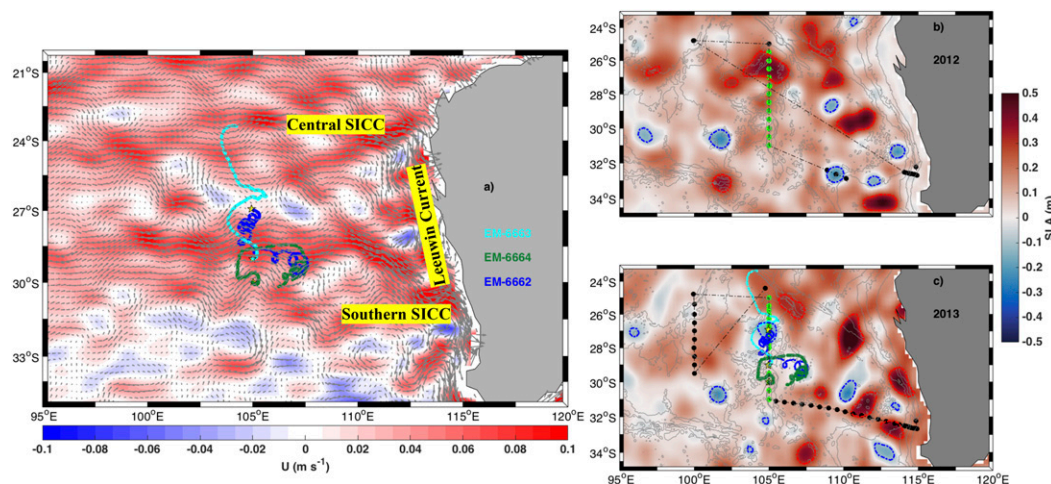 21°S
24°S
27°S
30°S
33°S
95°E
100°E
105°E
110°E
115°E
120°E
Central SICC
Leeuwin Current
Southern SICC
a)
EM-6664
EM-6662
-0.1
-0.08
-0.06
-0.04
-0.02
0
0.02
0.04
0.06
0.08
0.1
U (m s⁻¹)
24°S
26°S
28°S
30°S
32°S
34°S
b)
2012
24°S
26°S
28°S
30°S
32°S
34°S
c)
2013
95°E
100°E
105°E
110°E
115°E
120°E
0.5
0.4
0.3
0.2
0.1
0
-0.1
-0.2
-0.3
-0.4
-0.5
SLA (m)